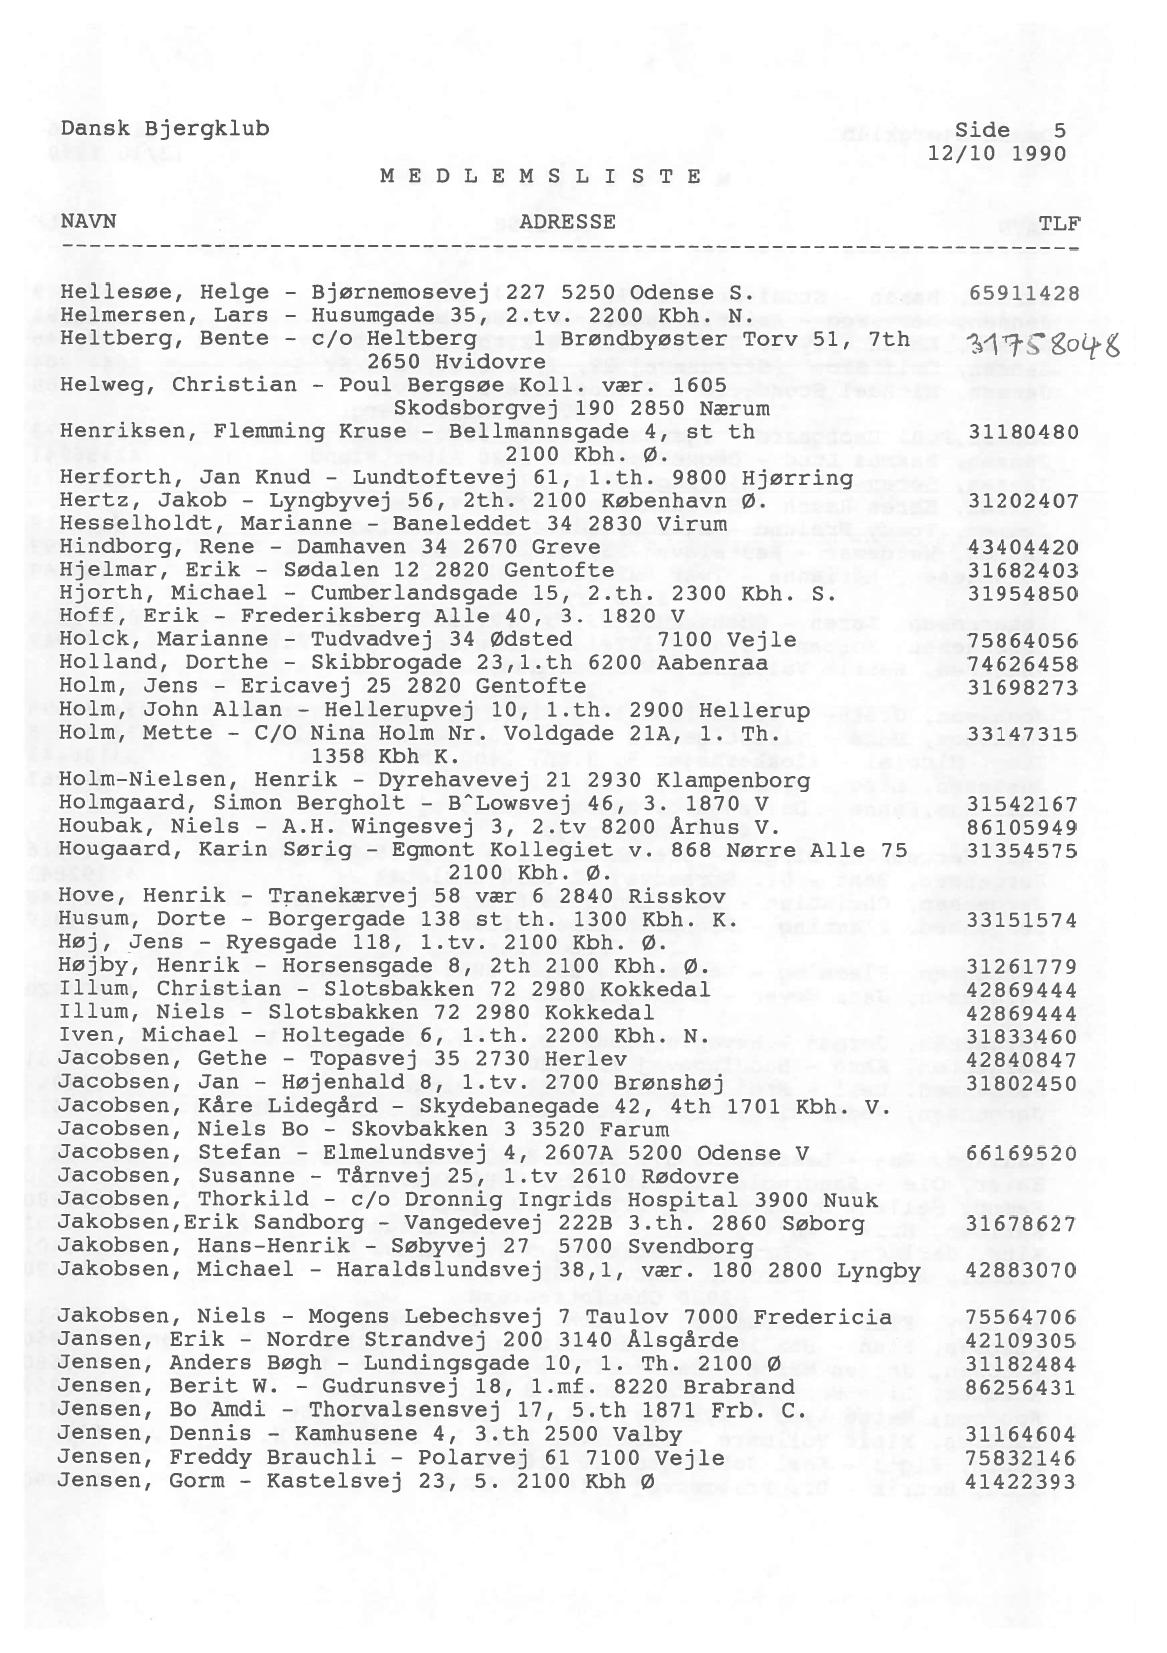 Dansk Bjergklub Side 5
12/10 1990
M E D L E M S L I S T E
NAVN ADRESSE TLF
--------------------------------------------------------------------------
Hellesøe, Helge - Bjørnemosevej 227 5250 Odense S. 65911428
Helmersen, Lars - Husumgade 35, 2.tv. 2200 Kbh. N.
Heltberg, Bente - c/o Heltberg 1 Brøndbyøster Torv 51, 7th 31758048
2650 Hvidovre
Helweg, Christian - Poul Bergsøe Koll. vær. 1605
Skodsborgvej 190 2850 Nærum
Henriksen, Flemming Kruse - Bellmannsgade 4, st th 31180480
2100 Kbh. Ø.
Herforth, Jan Knud - Lundtoftevej 61, 1.th. 9800 Hjørring
Hertz, Jakob - Lyngbyvej 56, 2th. 2100 København Ø. 31202407
Hesselholdt, Marianne - Baneleddet 34 2830 Virum
Hindborg, Rene - Damhaven 34 2670 Greve 43404420
Hjelmar, Erik - Sødalen 12 2820 Gentofte 31682403
Hjorth, Michael - Cumberlandsgade 15, 2.th. 2300 Kbh. S. 31954850
Hoff, Erik - Frederiksberg Alle 40, 3. 1820 V
Holck, Marianne - Tudvadvej 34 Ødsted 7100 Vejle 75864056
Holland, Dorthe - Skibbrogade 23,1.th 6200 Aabenraa 74626458
Holm, Jens - Ericavej 25 2820 Gentofte 31698273
Holm, John Allan - Hellerupvej 10, 1.th. 2900 Hellerup
Holm, Mette - C/O Nina Holm Nr. Voldgade 21A, 1. Th. 33147315
1358 Kbh K.
Holm-Nielsen, Henrik - Dyrehavevej 21 2930 Klampenborg
Holmgaard, Simon Bergholt - B^Lowsvej 46, 3. 1870 V 31542167
Houbak, Niels - A.H. Wingesvej 3, 2.tv 8200 Århus V. 86105949
Hougaard, Karin Sørig - Egmont Kollegiet v. 868 Nørre Alle 75 31354575
2100 Kbh. Ø.
Hove, Henrik - Tranekærvej 58 vær 6 2840 Risskov
Husum, Dorte - Borgergade 138 st th. 1300 Kbh. K. 33151574
Høj, Jens - Ryesgade 118, 1.tv. 2100 Kbh. Ø.
Højby, Henrik - Horsensgade 8, 2th 2100 Kbh. Ø. 31261779
Illum, Christian - Slotsbakken 72 2980 Kokkedal 42869444
Illum, Niels - Slotsbakken 72 2980 Kokkedal 42869444
Iven, Michael - Holtegade 6, 1.th. 2200 Kbh. N. 31833460
Jacobsen, Gethe - Topasvej 35 2730 Herlev 42840847
Jacobsen, Jan - Højenhald 8, 1.tv. 2700 Brønshøj 31802450
Jacobsen, Kåre Lidegård - Skydebanegade 42, 4th 1701 Kbh. V.
Jacobsen, Niels Bo - Skovbakken 3 3520 Farum
Jacobsen, Stefan - Elmelundsvej 4, 2607A 5200 Odense V 66169520
Jacobsen, Susanne - Tårnvej 25, 1.tv 2610 Rødovre
Jacobsen, Thorkild - c/o Dronnig Ingrids Hospital 3900 Nuuk
Jakobsen,Erik Sandborg - Vangedevej 222B 3.th. 2860 Søborg 31678627
Jakobsen, Hans-Henrik - Søbyvej 27 5700 Svendborg
Jakobsen, Michael - Haraldslundsvej 38,1, vær. 180 2800 Lyngby 42883070
Jakobsen, Niels - Mogens Lebechsvej 7 Taulov 7000 Fredericia 75564706
Jansen, Erik - Nordre Strandvej 200 3140 Ålsgårde 42109305
Jensen, Anders Bøgh - Lundingsgade 10, 1. Th. 2100 Ø 31182484
Jensen, Berit W. - Gudrunsvej 18, 1.mf. 8220 Brabrand 86256431
Jensen, Bo Amdi - Thorvalsensvej 17, 5.th 1871 Frb. C.
Jensen, Dennis - Kamhusene 4, 3.th 2500 Valby 31164604
Jensen, Freddy Brauchli - Polarvej 61 7100 Vejle 75832146
Jensen, Gorm - Kastelsvej 23, 5. 2100 Kbh Ø 41422393